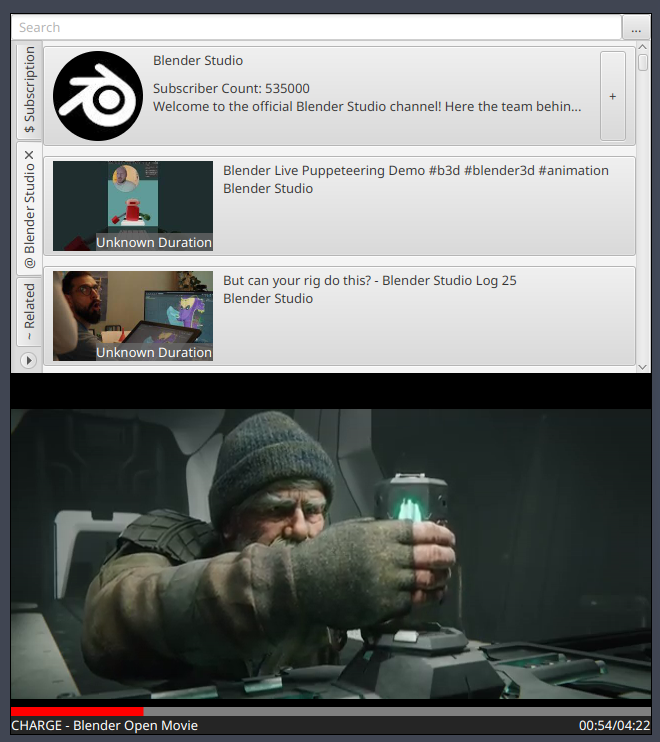 Search
...
$ Subscription
@ Blender Studio ✕
~ Related
Blender Studio
Subscriber Count: 535000
Welcome to the official Blender Studio channel! Here the team behin...
+
Blender Live Puppeteering Demo #b3d #blender3d #animation
Blender Studio
Unknown Duration
But can your rig do this? - Blender Studio Log 25
Blender Studio
Unknown Duration
CHARGE - Blender Open Movie
00:54/04:22